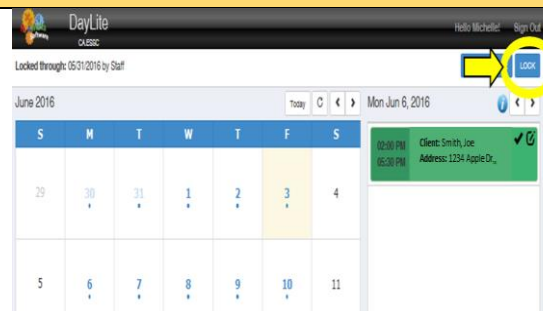 DayLite
CA.ESSIC
Hello Michelle! Sign Out
Locked through: 05/31/2016 by Staff
LOCK
June 2016
Today
Mon Jun 6, 2016
S M T W T F S
29 30 31 1 2 3 4
5 6 7 8 9 10 11
02:00 PM
05:30 PM
Client: Smith, Joe
Address: 1234 Apple Dr.,